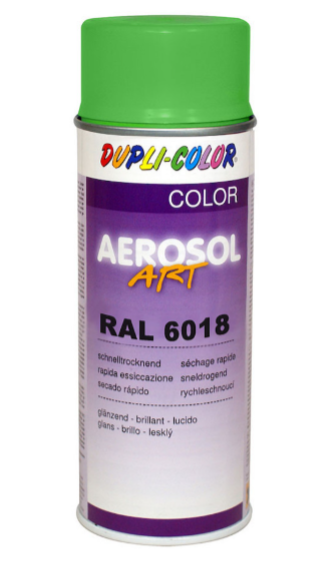 DUPLI-COLOR®
COLOR
AEROSOL
ART
RAL 6018
schnelltrocknend séchage rapide
rapida essiccazione sneldrogend
secado rápido rychleschnoucí
glänzend - brillant - lucido
glans - brillo - lesklý